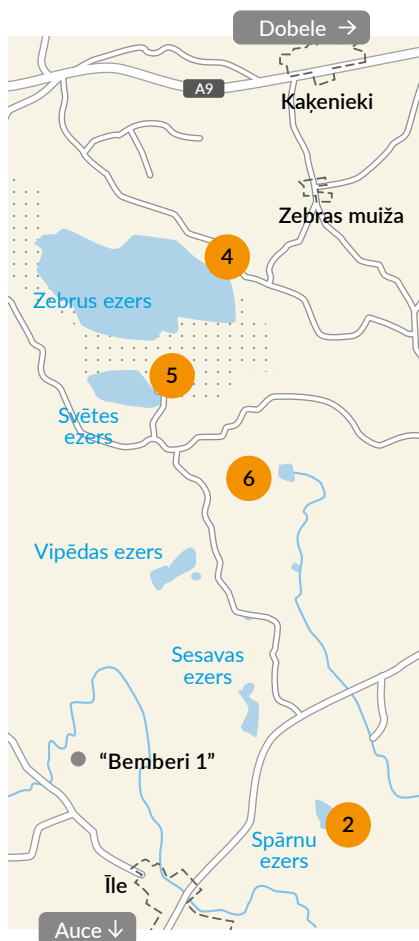 Dobele →
Kaķenieki
A9
Zebras muiža
4
Zebrus ezers
5
Svētes
ezers
6
Vipēdas ezers
Sesavas
ezers
“Bemberi 1”
2
Spārnu
ezers
Īle
Auce ↓